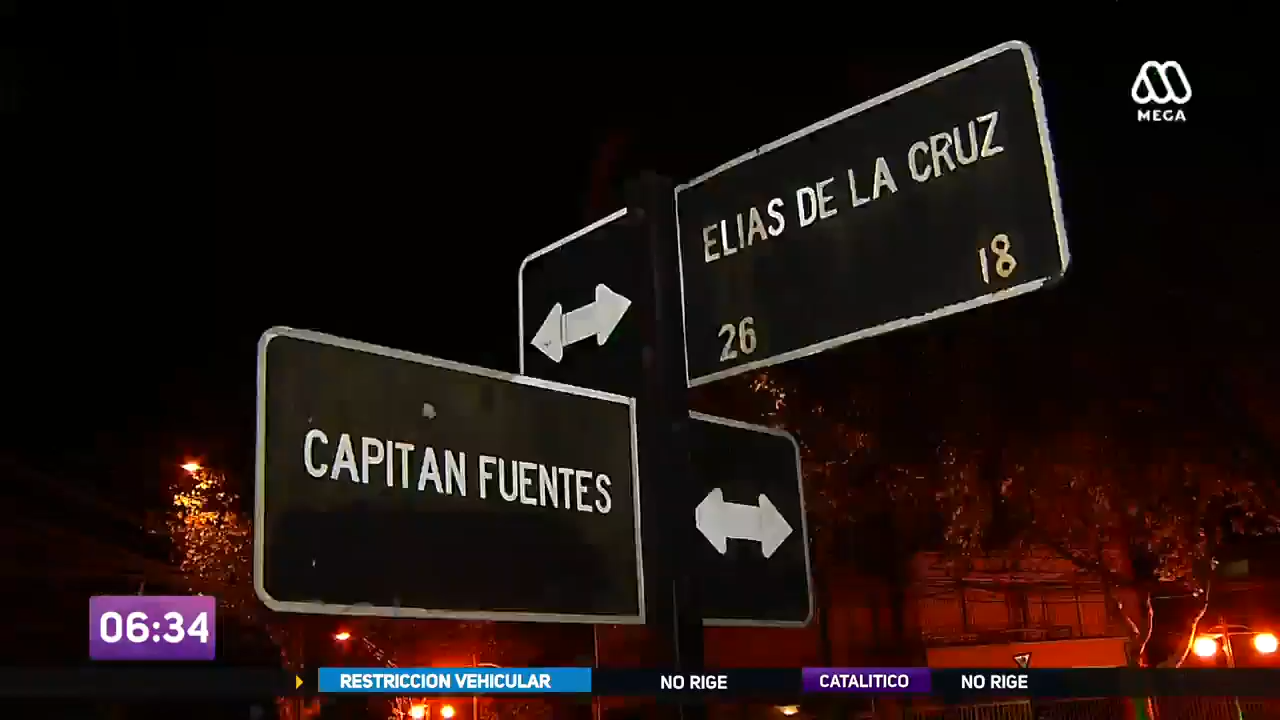 MEGA
ELIAS DE LA CRUZ
18
26
CAPITAN FUENTES
06:34
RESTRICCION VEHICULAR NO RIGE CATALITICO NO RIGE